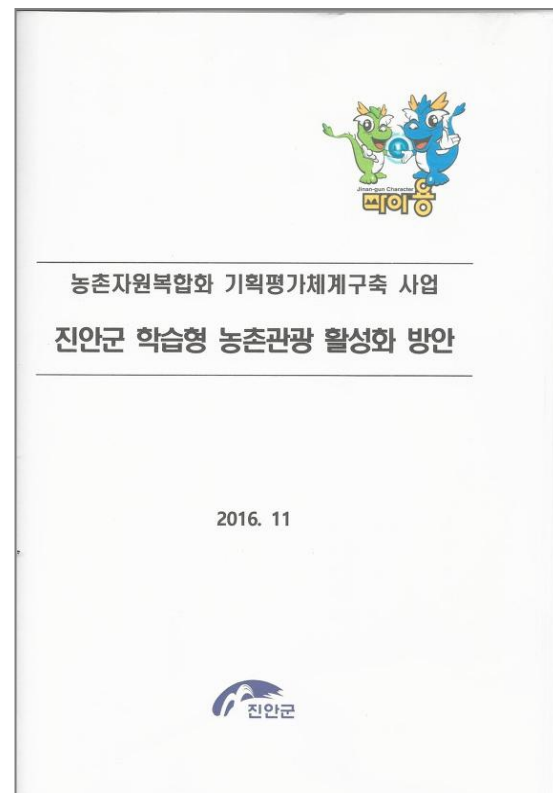 Jinan-gun Character
마이용
농촌자원복합화 기획평가체계구축 사업
진안군 학습형 농촌관광 활성화 방안
2016. 11
진안군